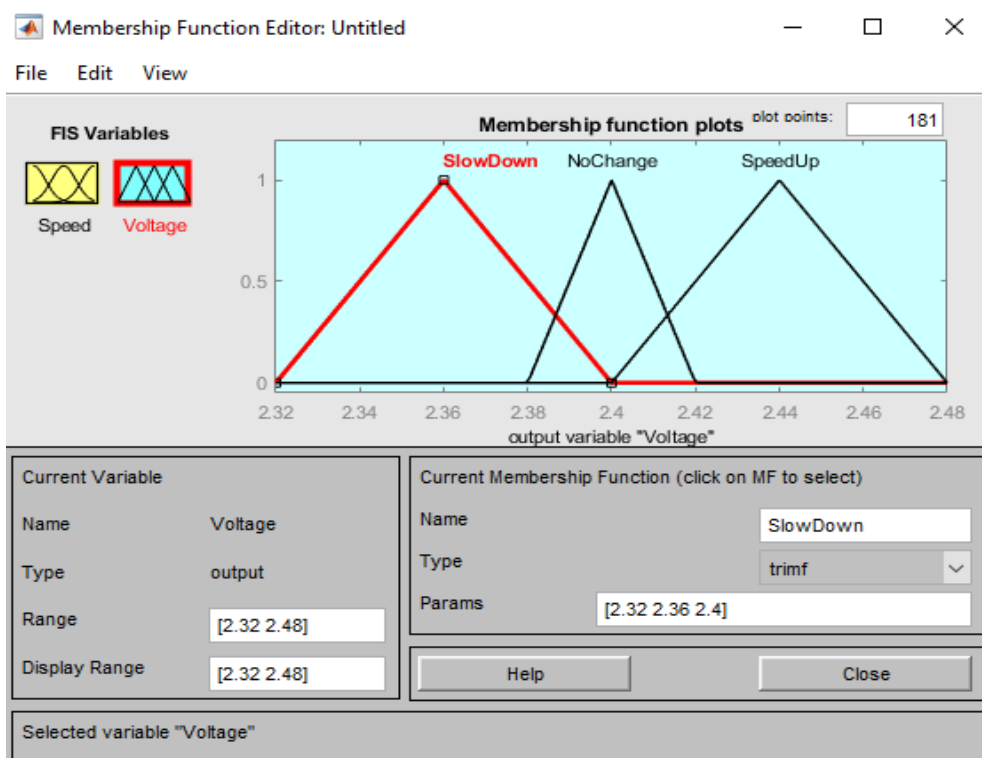 Membership Function Editor: Untitled
File Edit View
FIS Variables
Speed
Voltage
Membership function plots
plot points:
181
SlowDown NoChange SpeedUp
1
0.5
0
2.32 2.34 2.36 2.38 2.4 2.42 2.44 2.46 2.48
output variable "Voltage"
Current Variable
Name Voltage
Type output
Range [2.32 2.48]
Display Range [2.32 2.48]
Current Membership Function (click on MF to select)
Name SlowDown
Type trimf
Params [2.32 2.36 2.4]
Help Close
Selected variable "Voltage"